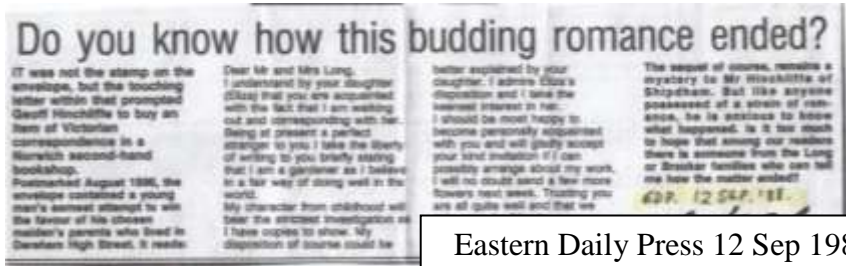 Do you know how this budding romance ended?
IT was not the stamp on the
envelope, but the touching
letter within that prompted
Geoff Hinchliffe to buy an
item of Victorian
correspondence in a
Norwich second-hand
bookshop.
Postmarked August 1896, the
envelope contained a young
man's earnest attempt to win
the favour of his chosen
maiden's parents who lived in
Dereham High Street. It reads:
Dear Mr and Mrs Long,
I understand by your daughter
(Eliza) that you are acquainted
with the fact that I am walking
out and corresponding with her.
Being at present a perfect
stranger to you I take the liberty
of writing to you briefly stating
that I am a gardener as I believe
in a fair way of doing well in the
world.
My character from childhood will
bear the strictest investigation as
I have copies to show. My
disposition of course could be
better explained by your
daughter. I admire Eliza's
disposition and I take the
keenest interest in her.
I should be most happy to
become personally acquainted
with you and will gladly accept
your kind invitation if I can
possibly arrange about my work.
I will no doubt send a few more
flowers next week. Trusting you
are all quite well and that we
The sequel of course, remains a
mystery to Mr Hinchliffe of
Shipdham. But like anyone
possessed of a strain of rom-
ance, he is anxious to know
what happened. Is it too much
to hope that among our readers
there is someone from the Long
or families who can tell
me how the matter ended?
EDP. 12 SEP. '88.
Eastern Daily Press 12 Sep 198